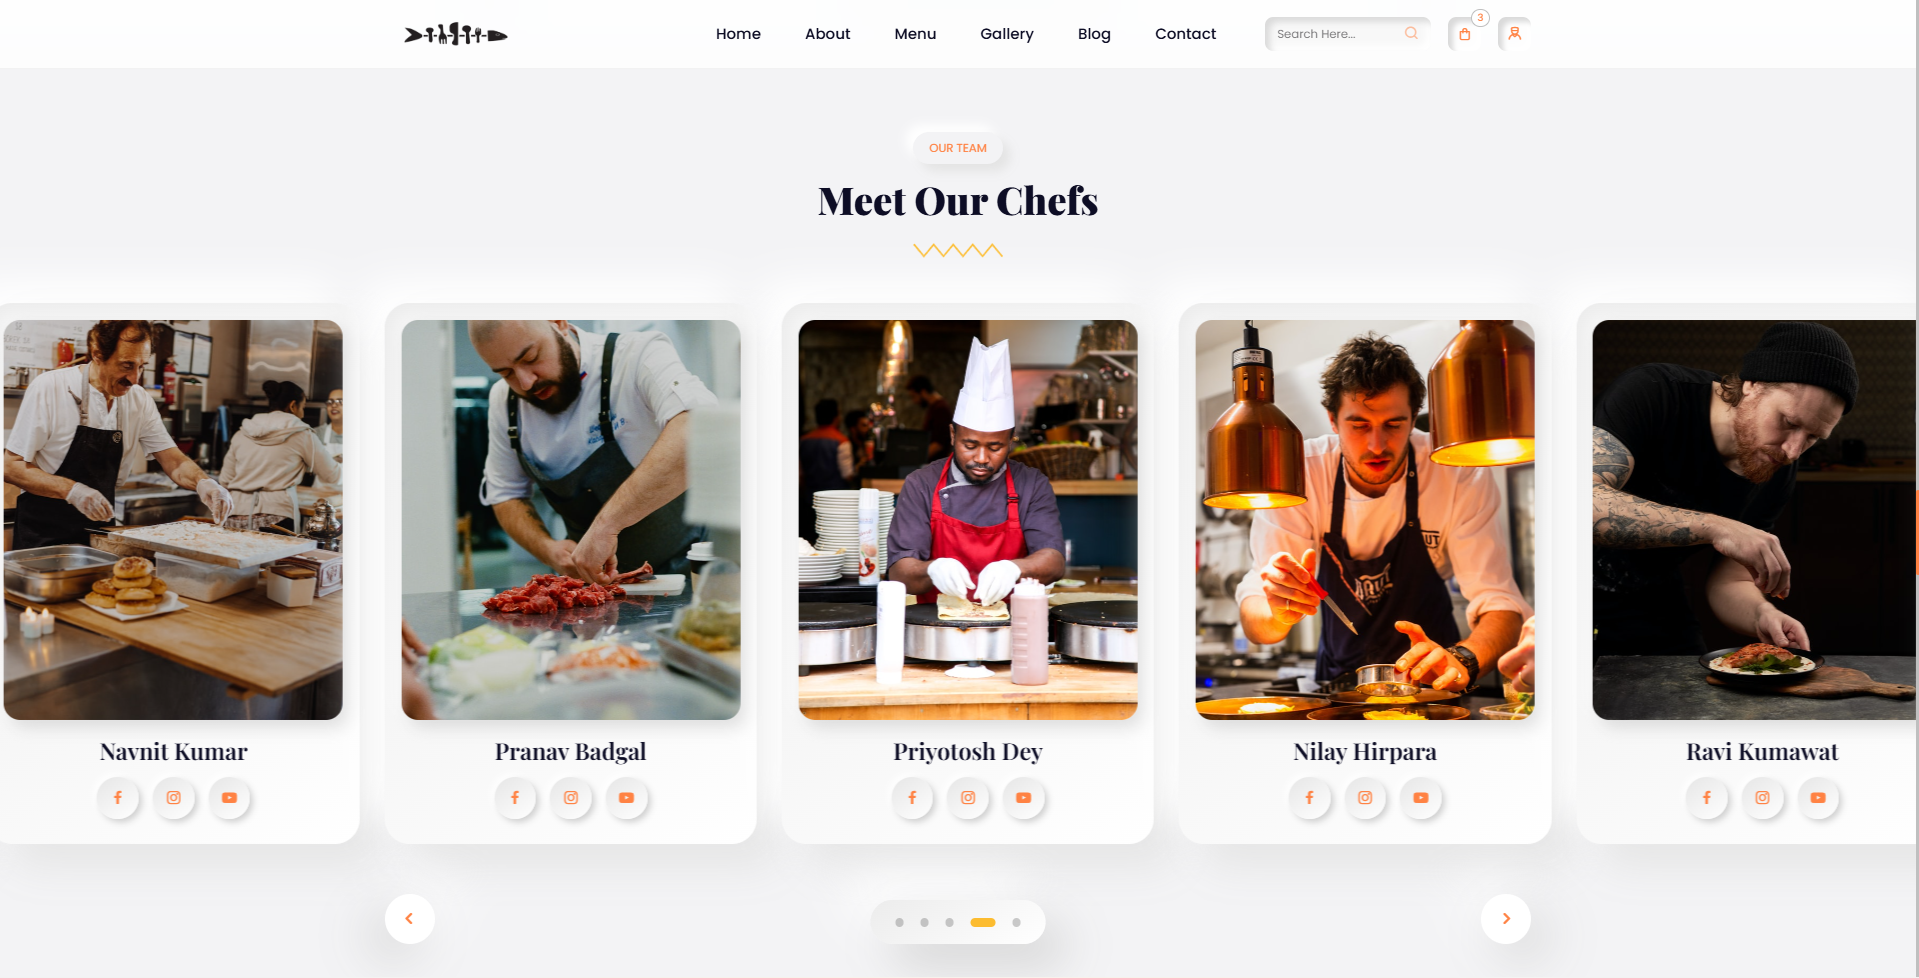 Home
About
Menu
Gallery
Blog
Contact
Search Here...
3
OUR TEAM
Meet Our Chefs
Navnit Kumar
Pranav Badgal
Priyotosh Dey
Nilay Hirpara
Ravi Kumawat